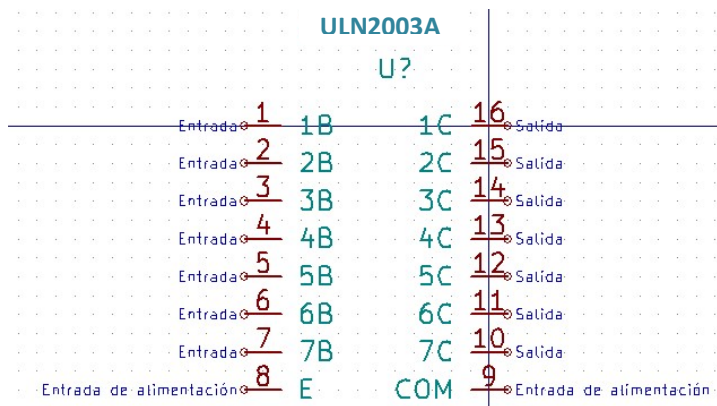 ULN2003A
U?
Entrada 1 1B 1C 16 Salida
Entrada 2 2B 2C 15 Salida
Entrada 3 3B 3C 14 Salida
Entrada 4 4B 4C 13 Salida
Entrada 5 5B 5C 12 Salida
Entrada 6 6B 6C 11 Salida
Entrada 7 7B 7C 10 Salida
Entrada de alimentación 8 E COM 9 Entrada de alimentación